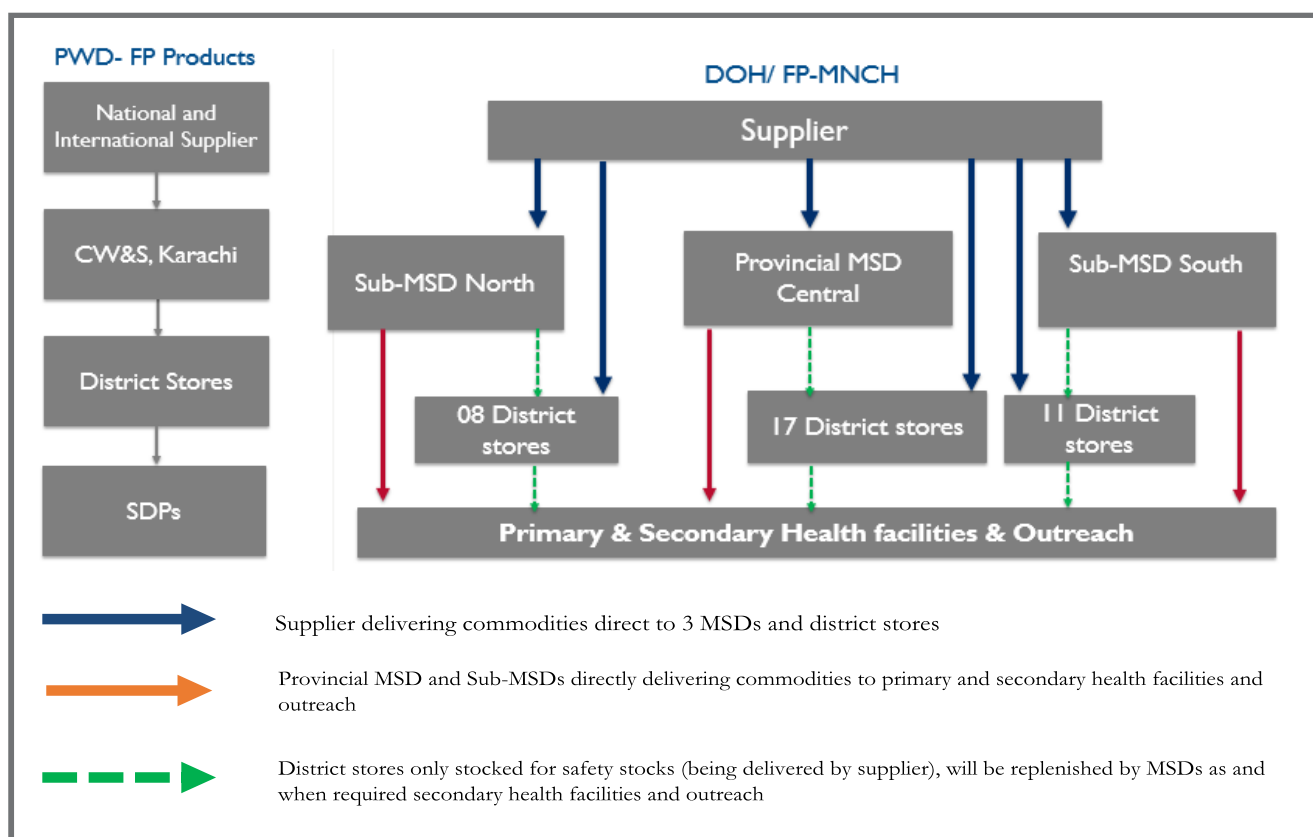 PWD- FP Products
National and
International Supplier
CW&S, Karachi
District Stores
SDPs
DOH/ FP-MNCH
Supplier
Sub-MSD North
Provincial MSD
Central
Sub-MSD South
08 District
stores
17 District stores
11 District
stores
Primary & Secondary Health facilities & Outreach
Supplier delivering commodities direct to 3 MSDs and district stores
Provincial MSD and Sub-MSDs directly delivering commodities to primary and secondary health facilities and
outreach
District stores only stocked for safety stocks (being delivered by supplier), will be replenished by MSDs as and
when required secondary health facilities and outreach